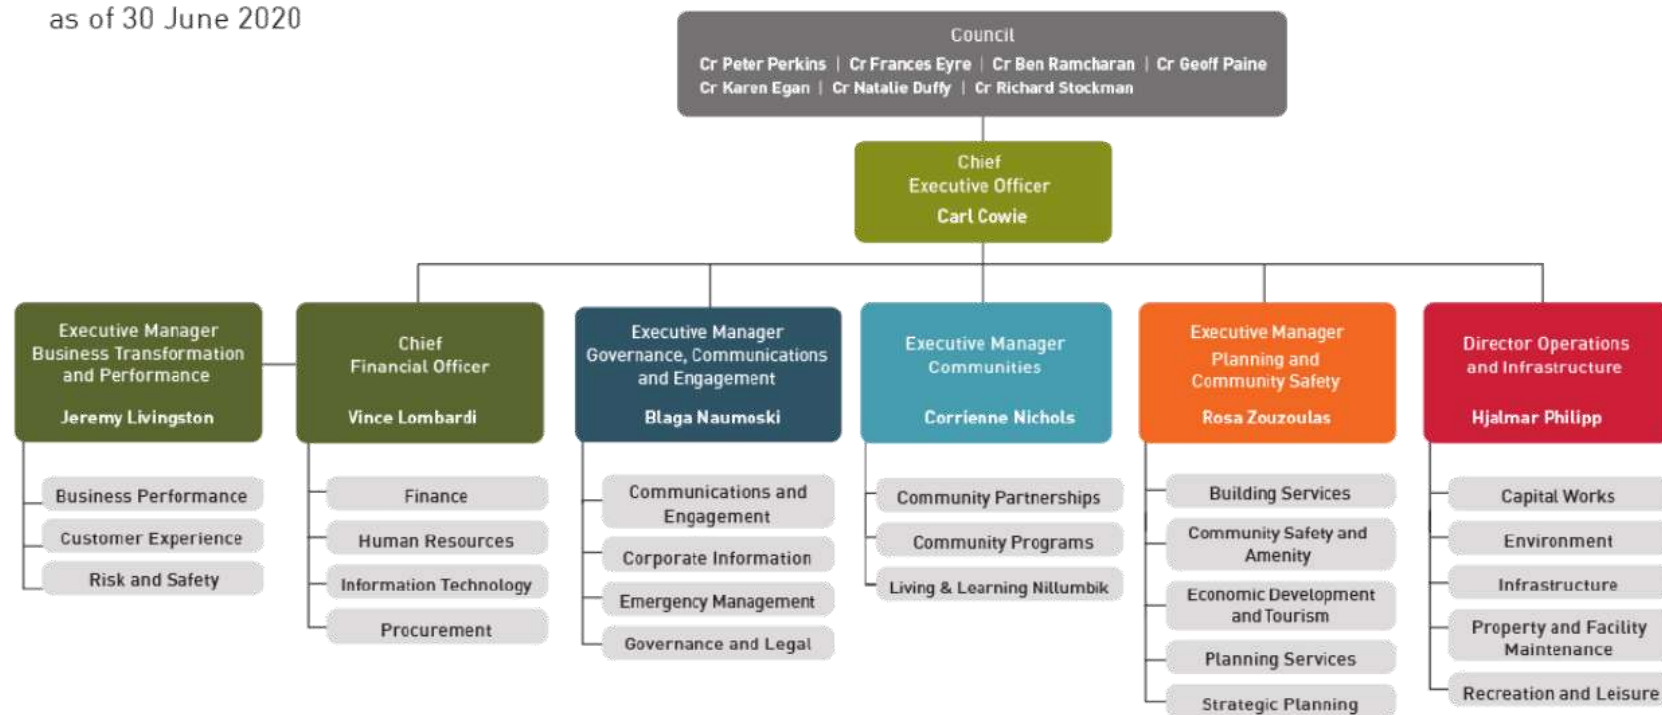 as of 30 June 2020
Council
Cr Peter Perkins | Cr Frances Eyre | Cr Ben Ramcharan | Cr Geoff Paine
Cr Karen Egan | Cr Natalie Duffy | Cr Richard Stockman
Chief
Executive Officer
Carl Cowie
Executive Manager
Business Transformation
and Performance
Jeremy Livingston
Business Performance
Customer Experience
Risk and Safety
Chief
Financial Officer
Vince Lombardi
Finance
Human Resources
Information Technology
Procurement
Executive Manager
Governance, Communications
and Engagement
Blaga Naumoski
Communications and
Engagement
Corporate Information
Emergency Management
Governance and Legal
Executive Manager
Communities
Corrienne Nichols
Community Partnerships
Community Programs
Living & Learning Nillumbik
Executive Manager
Planning and
Community Safety
Rosa Zouzoulas
Building Services
Community Safety and
Amenity
Economic Development
and Tourism
Planning Services
Strategic Planning
Director Operations
and Infrastructure
Hjalmar Philipp
Capital Works
Environment
Infrastructure
Property and Facility
Maintenance
Recreation and Leisure